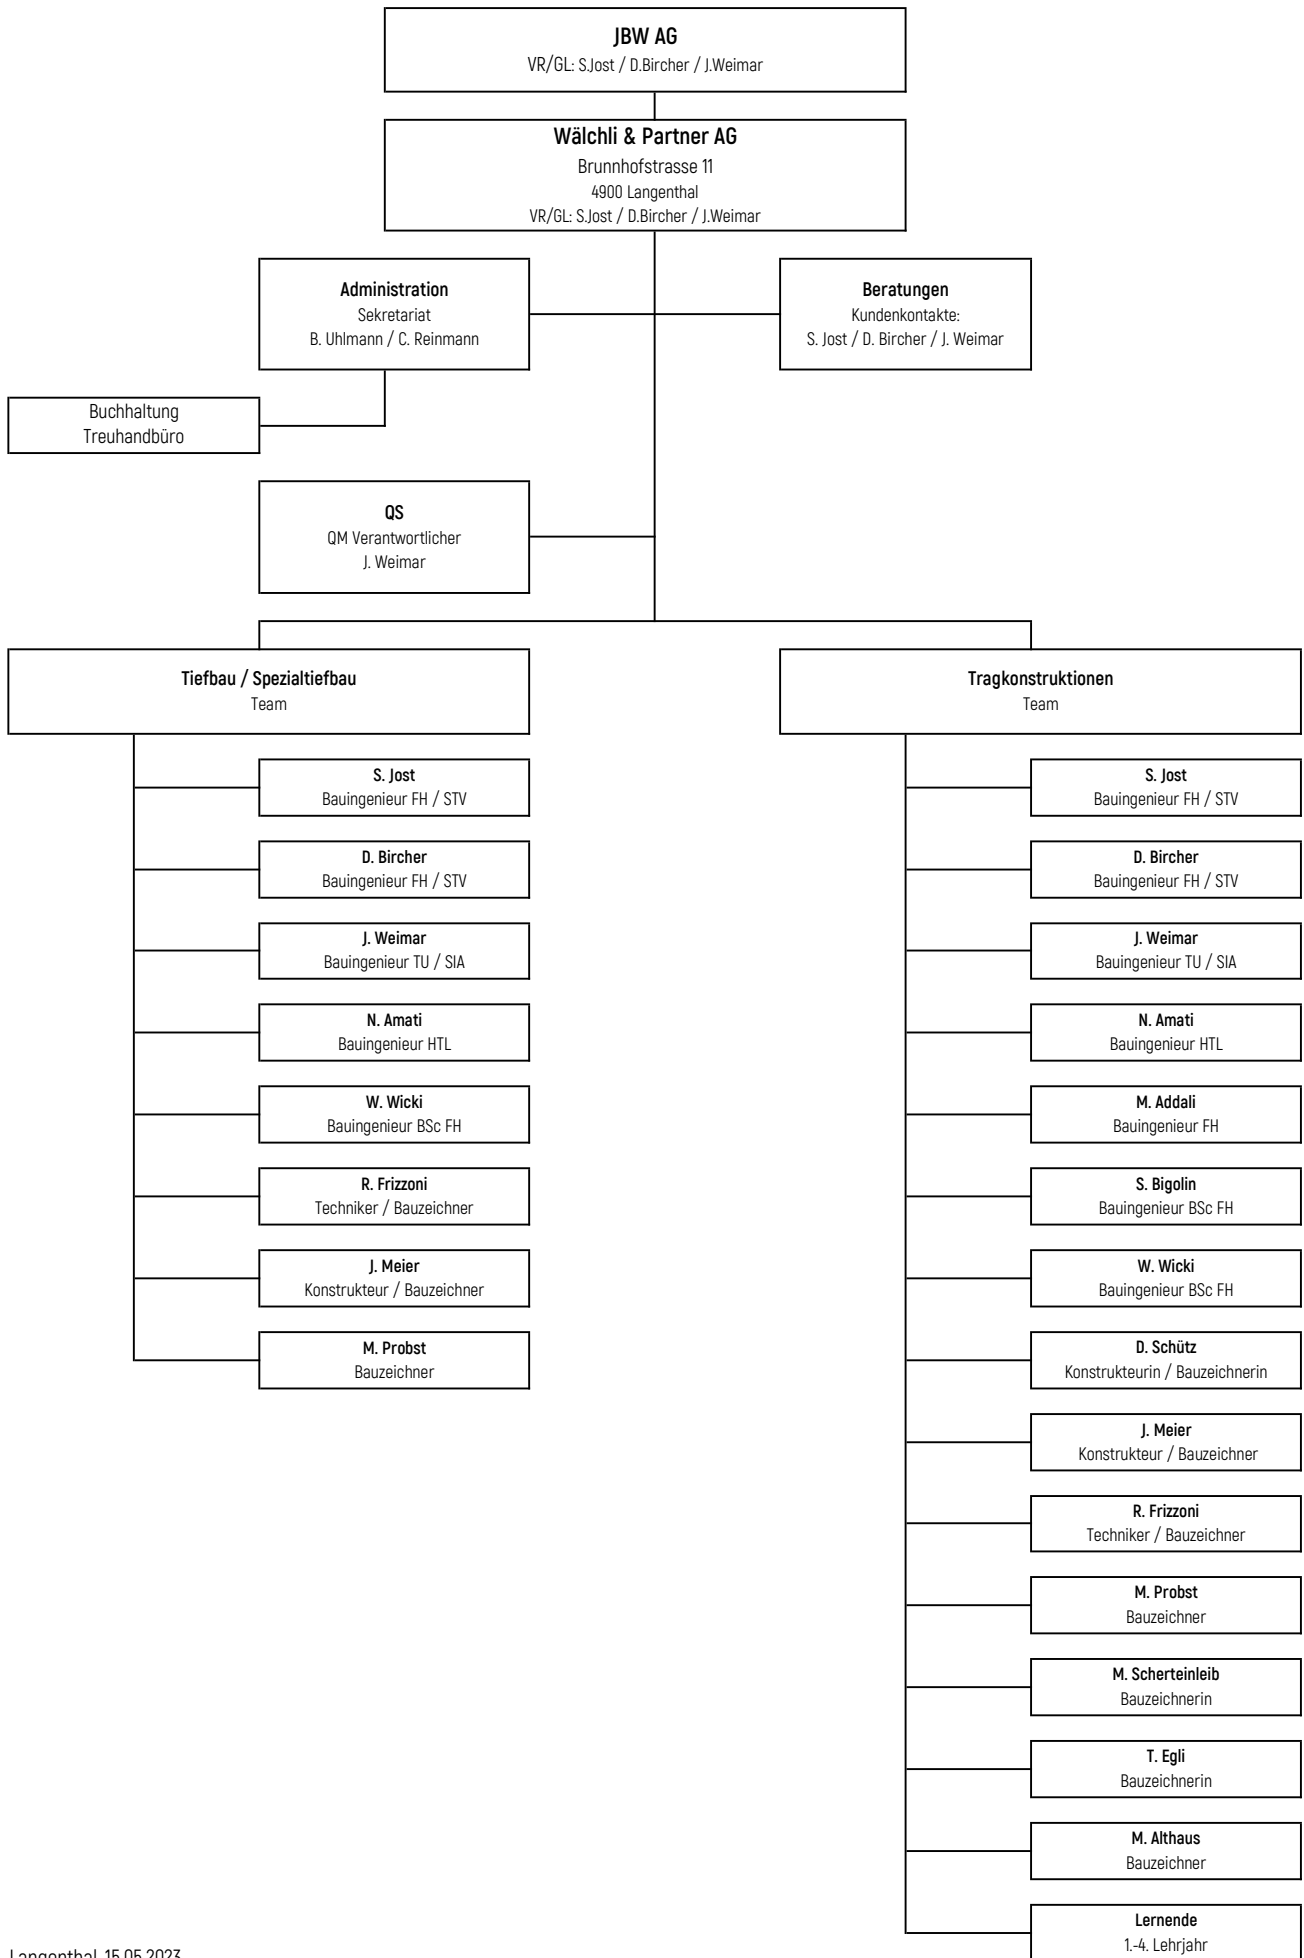 JBW AG
VR/GL: S.Jost / D.Bircher / J.Weimar
Wälchli & Partner AG
Brunnhofstrasse 11
4900 Langenthal
VR/GL: S.Jost / D.Bircher / J.Weimar
Administration
Sekretariat
B. Uhlmann / C. Reinmann
Beratungen
Kundenkontakte:
S. Jost / D. Bircher / J. Weimar
Buchhaltung
Treuhandbüro
QS
QM Verantwortlicher
J. Weimar
Tiefbau / Spezialtiefbau
Team
S. Jost
Bauingenieur FH / STV
D. Bircher
Bauingenieur FH / STV
J. Weimar
Bauingenieur TU / SIA
N. Amati
Bauingenieur HTL
W. Wicki
Bauingenieur BSc FH
R. Frizzoni
Techniker / Bauzeichner
J. Meier
Konstrukteur / Bauzeichner
M. Probst
Bauzeichner
Tragkonstruktionen
Team
S. Jost
Bauingenieur FH / STV
D. Bircher
Bauingenieur FH / STV
J. Weimar
Bauingenieur TU / SIA
N. Amati
Bauingenieur HTL
M. Addali
Bauingenieur FH
S. Bigolin
Bauingenieur BSc FH
W. Wicki
Bauingenieur BSc FH
D. Schütz
Konstrukteurin / Bauzeichnerin
J. Meier
Konstrukteur / Bauzeichner
R. Frizzoni
Techniker / Bauzeichner
M. Probst
Bauzeichner
M. Scherteinleib
Bauzeichnerin
T. Egli
Bauzeichnerin
M. Althaus
Bauzeichner
Lernende
1.-4. Lehrjahr
Langenthal, 15.05.2023